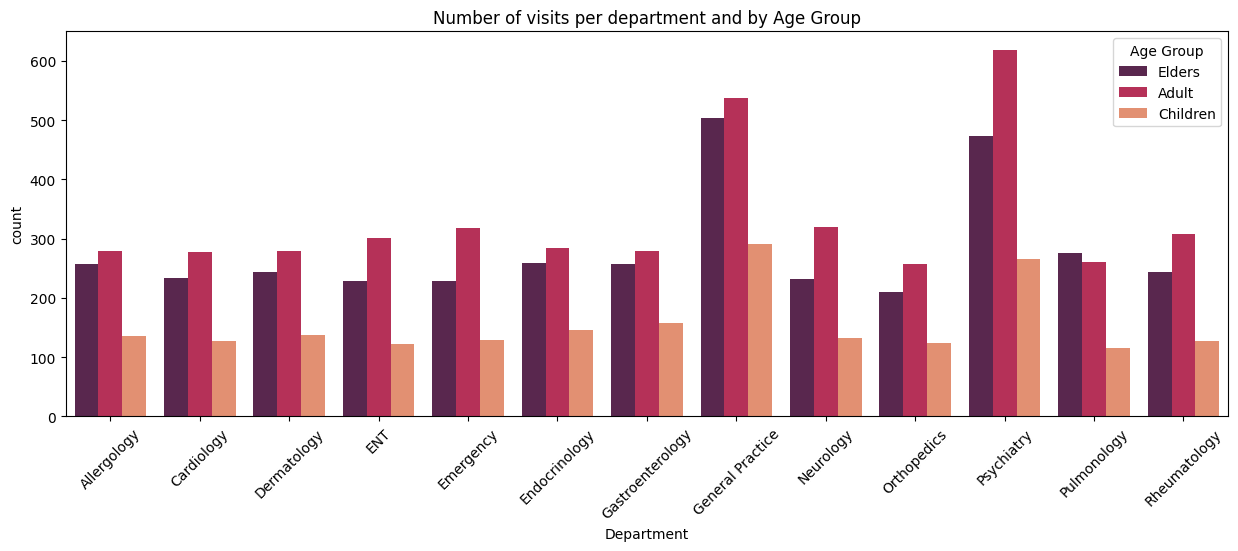 Number of visits per department and by Age Group
Age Group
Elders
Adult
Children
count
600
500
400
300
200
100
0
Allergology
Cardiology
Dermatology
ENT
Emergency
Endocrinology
Gastroenterology
General Practice
Neurology
Orthopedics
Psychiatry
Pulmonology
Rheumatology
Department